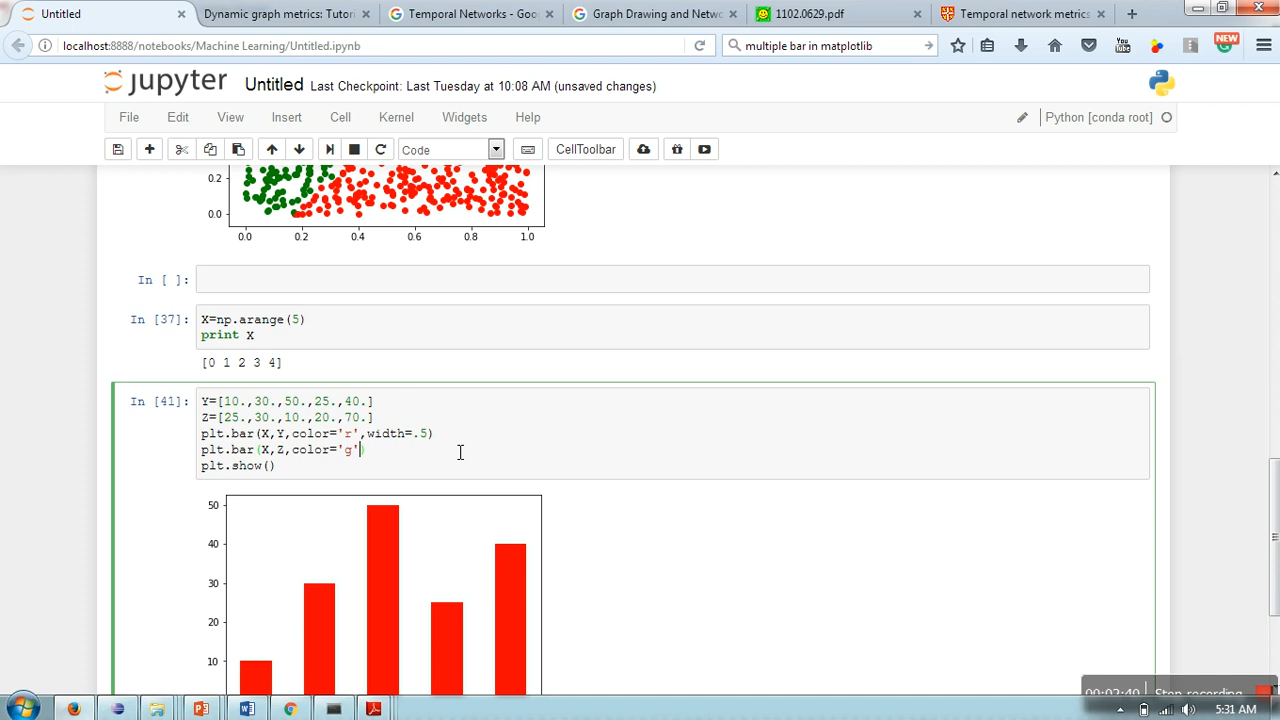 Untitled
Dynamic graph metrics: Tutori
Temporal Networks - Goo
Graph Drawing and Netwo
1102.0629.pdf
Temporal network metrics
localhost:8888/notebooks/Machine Learning/Untitled.ipynb
multiple bar in matplotlib
You Tube
NEW
jupyter Untitled Last Checkpoint: Last Tuesday at 10:08 AM (unsaved changes)
File Edit View Insert Cell Kernel Widgets Help
Python [conda root]
Code
CellToolbar
0.2
0.0
0.0 0.2 0.4 0.6 0.8 1.0
In [ ]:
In [37]: X=np.arange(5)
print X
[0 1 2 3 4]
In [41]: Y=[10.,30.,50.,25.,40.]
Z=[25.,30.,10.,20.,70.]
plt.bar(X,Y,color='r',width=.5)
plt.bar(X,Z,color='g')
plt.show()
50
40
30
20
10
00:02:40 Stop recording
5:31 AM